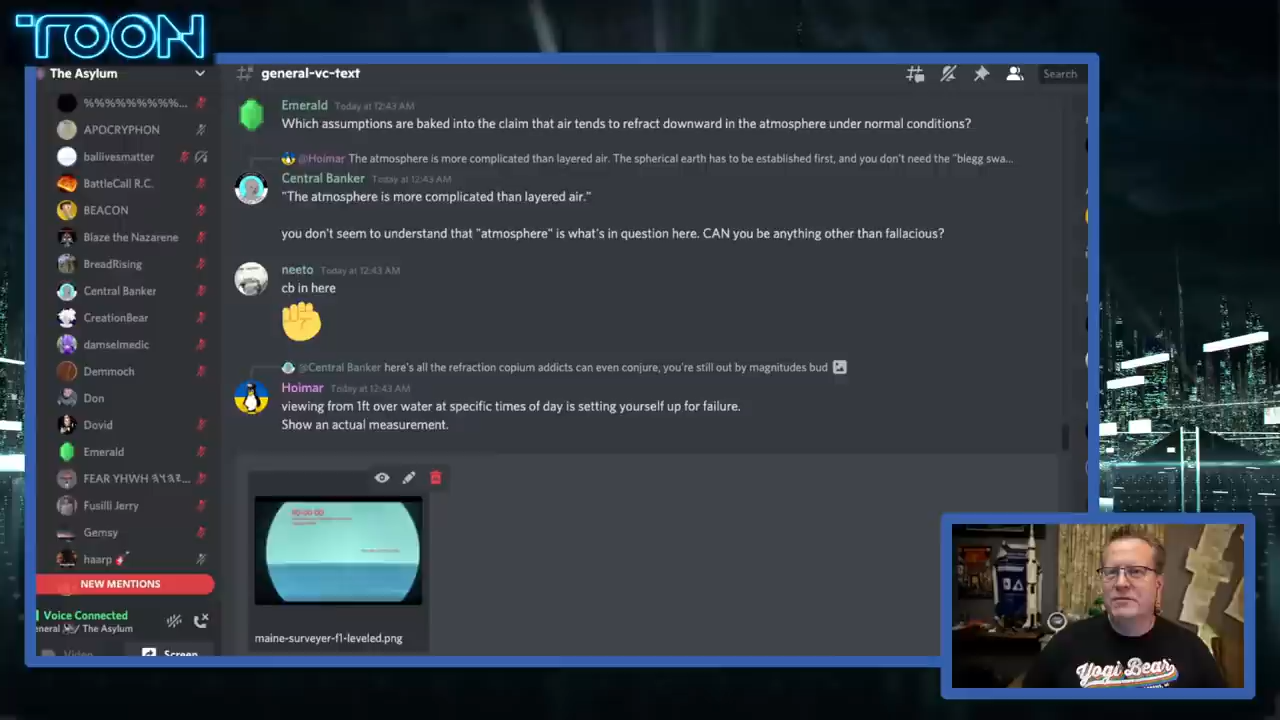 TOON
The Asylum
general-vc-text
Search
%%%%%%%%%%...
APOCRYPHON
ballivesmatter
BattleCall R.C.
BEACON
Blaze the Nazarene
BreadRising
Central Banker
CreationBear
damselmedic
Demmoch
Don
Dovid
Emerald
FEAR YHWH
Fusilli Jerry
Gemsy
haarp
NEW MENTIONS
Voice Connected
eneral / The Asylum
Video
Screen
Emerald Today at 12:43 AM
Which assumptions are baked into the claim that air tends to refract downward in the atmosphere under normal conditions?
@Hoimar The atmosphere is more complicated than layered air. The spherical earth has to be established first, and you don't need the "blegg swa...
Central Banker Today at 12:43 AM
"The atmosphere is more complicated than layered air."
you don't seem to understand that "atmosphere" is what's in question here. CAN you be anything other than fallacious?
neeto Today at 12:43 AM
cb in here
@Central Banker here's all the refraction copium addicts can even conjure, you're still out by magnitudes bud
Hoimar Today at 12:43 AM
viewing from 1ft over water at specific times of day is setting yourself up for failure.
Show an actual measurement.
maine-surveyer-f1-leveled.png
Yogi Bear